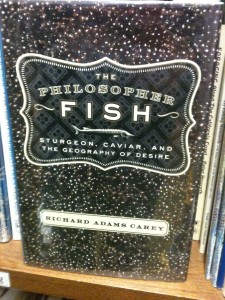 THE
PHILOSOPHER
FISH
STURGEON, CAVIAR, AND
THE GEOGRAPHY OF DESIRE
RICHARD ADAMS CAREY